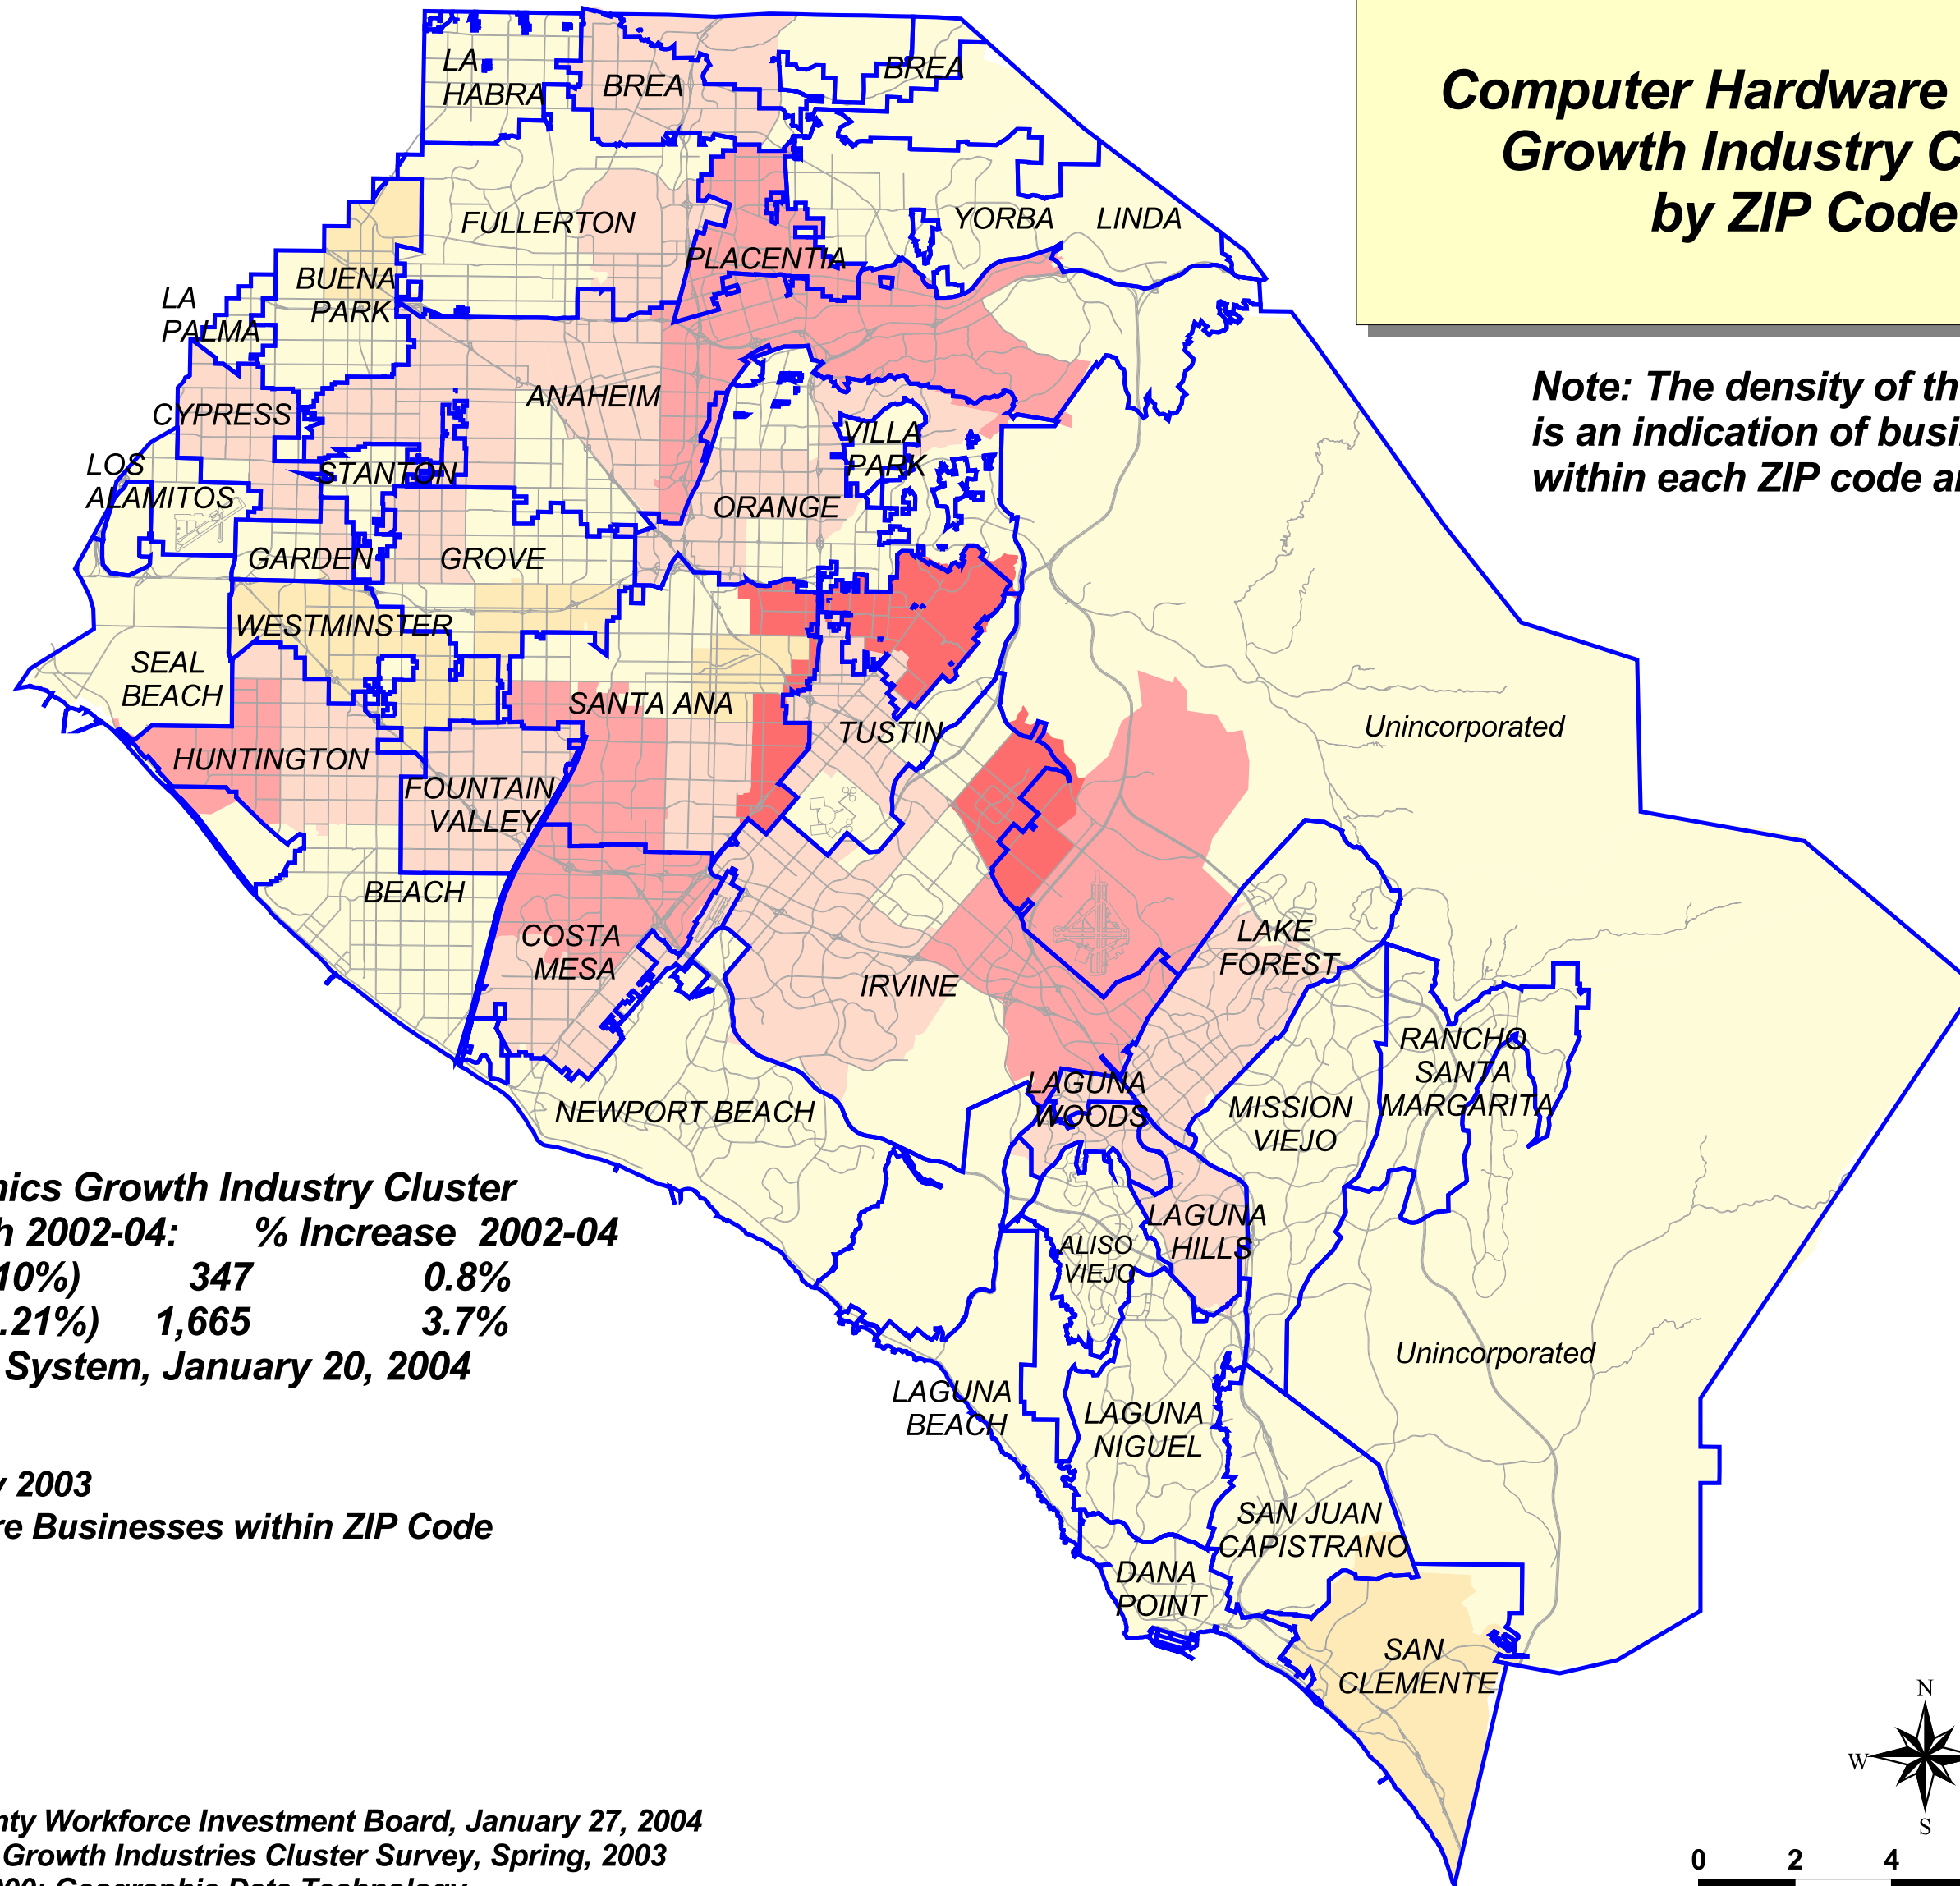 Computer Hardware
Growth Industry C
by ZIP Code
Note: The density of th
is an indication of busi
within each ZIP code a
LA
HABRA
BREA
BREA
FULLERTON
YORBA LINDA
PLACENTIA
BUENA
PARK
LA
PALMA
ANAHEIM
CYPRESS
VILLA
PARK
LOS
ALAMITOS
STANTON
ORANGE
GARDEN GROVE
WESTMINSTER
SEAL
BEACH
SANTA ANA
TUSTIN
Unincorporated
HUNTINGTON
FOUNTAIN
VALLEY
BEACH
COSTA
MESA
LAKE
FOREST
IRVINE
RANCHO
SANTA
MARGARITA
LAGUNA
WOODS
NEWPORT BEACH
MISSION
VIEJO
LAGUNA
HILLS
ALISO
VIEJO
Unincorporated
LAGUNA
BEACH
LAGUNA
NIGUEL
SAN JUAN
CAPISTRANO
DANA
POINT
SAN
CLEMENTE
nics Growth Industry Cluster
h 2002-04: % Increase 2002-04
10%) 347 0.8%
.21%) 1,665 3.7%
System, January 20, 2004
y 2003
re Businesses within ZIP Code
nty Workforce Investment Board, January 27, 2004
Growth Industries Cluster Survey, Spring, 2003
000; Geographic Data Technology
N
W
S
0 2 4